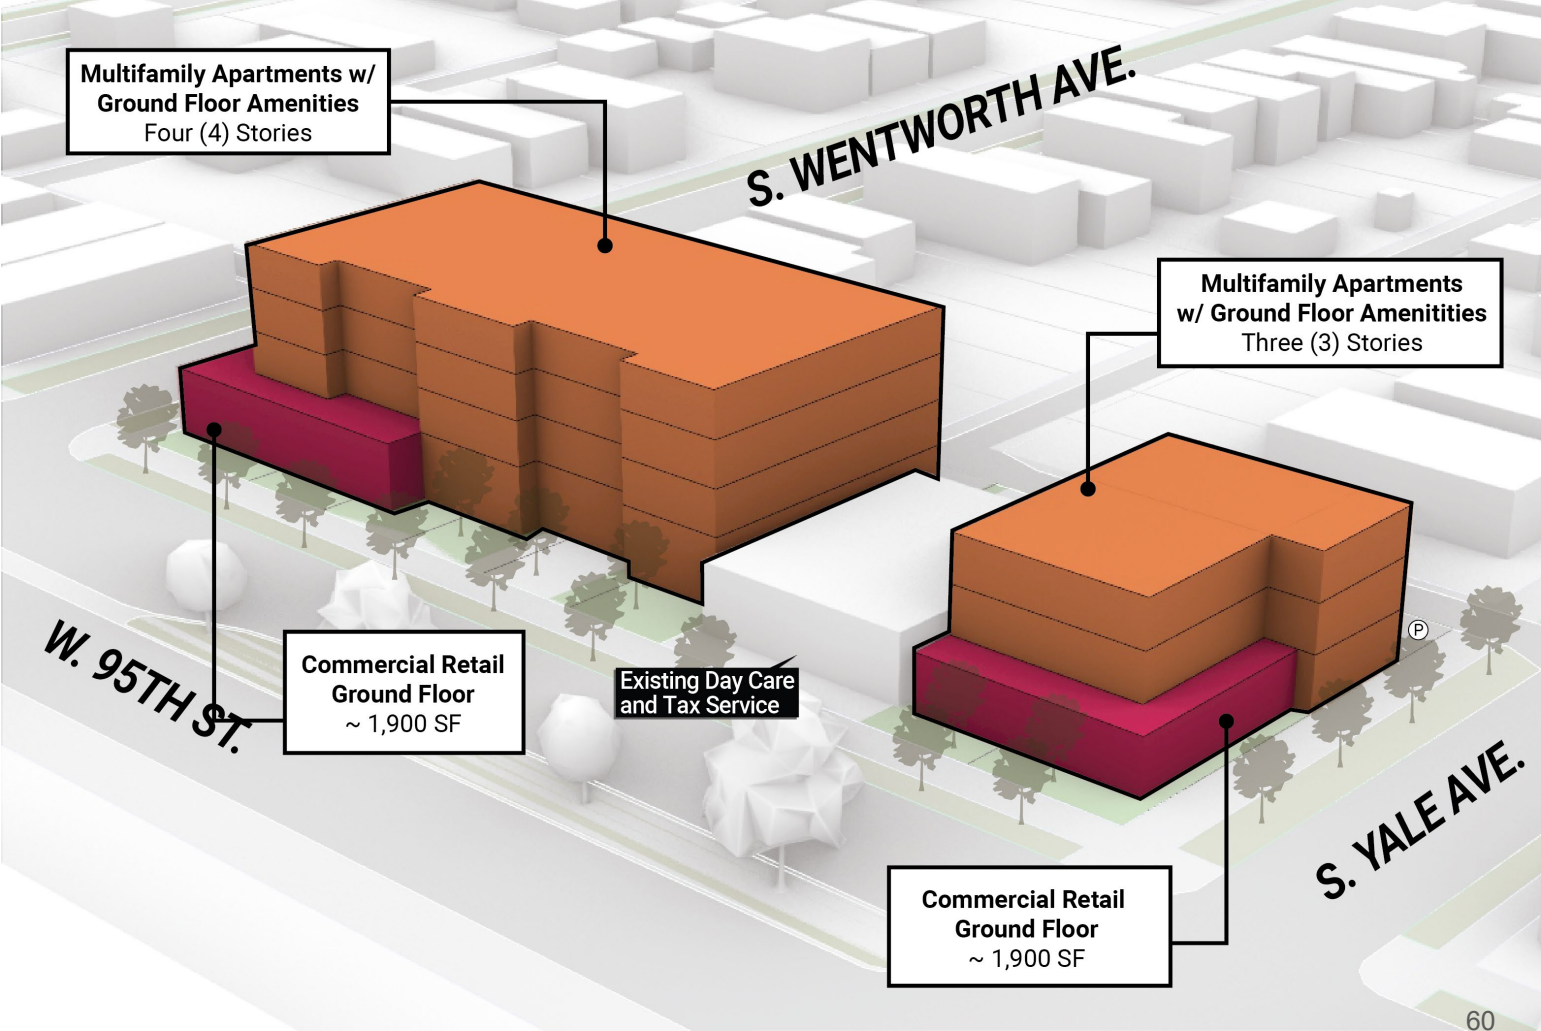 Multifamily Apartments w/
Ground Floor Amenities
Four (4) Stories
S. WENTWORTH AVE.
Multifamily Apartments
w/ Ground Floor Amenitities
Three (3) Stories
P
W. 95TH ST.
Commercial Retail
Ground Floor
~ 1,900 SF
Existing Day Care
and Tax Service
S. YALE AVE.
Commercial Retail
Ground Floor
~ 1,900 SF
60